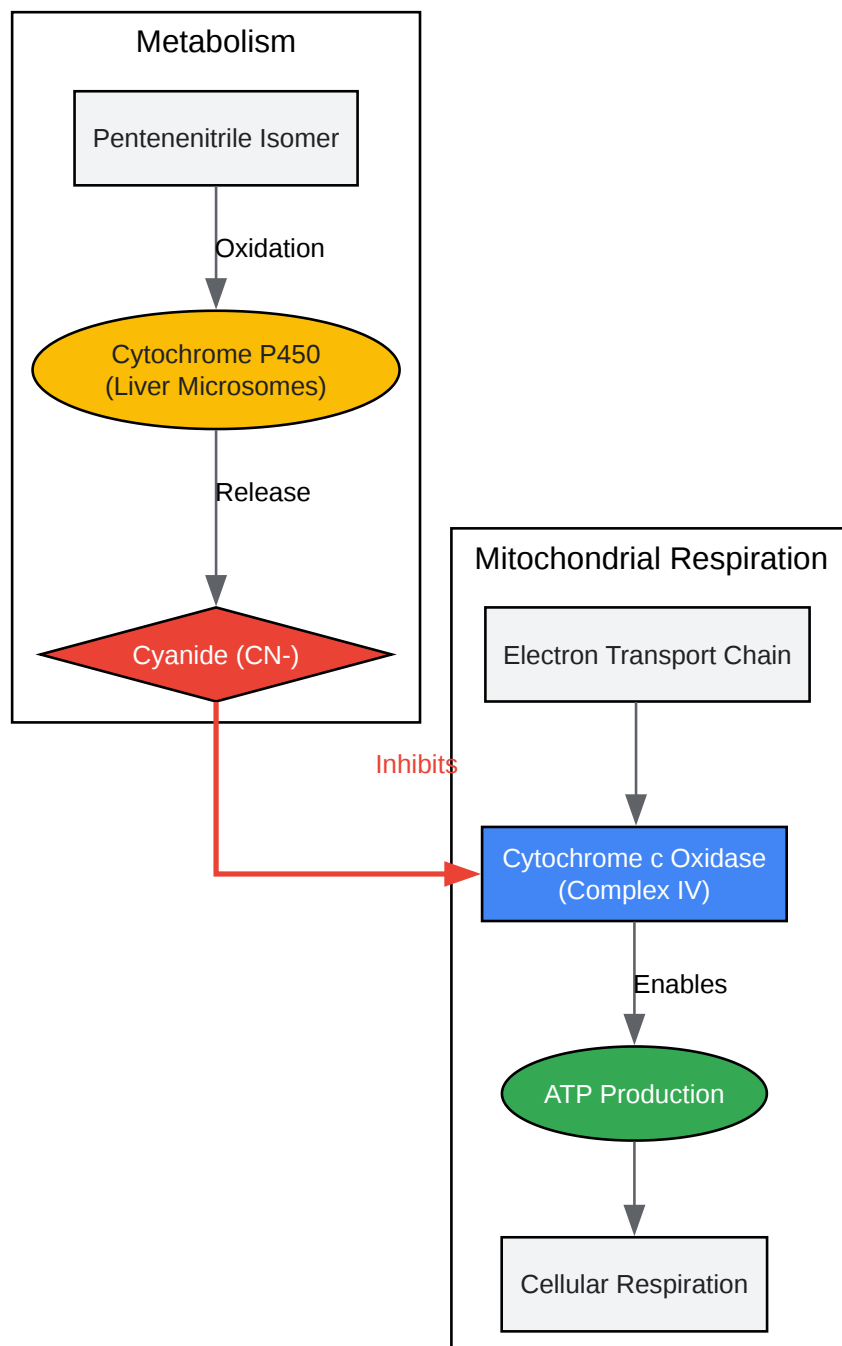 Metabolism
Pentenenitrile Isomer
Oxidation
Cytochrome P450
(Liver Microsomes)
Release
Cyanide (CN-)
Inhibits
Mitochondrial Respiration
Electron Transport Chain
Cytochrome c Oxidase
(Complex IV)
Enables
ATP Production
Cellular Respiration